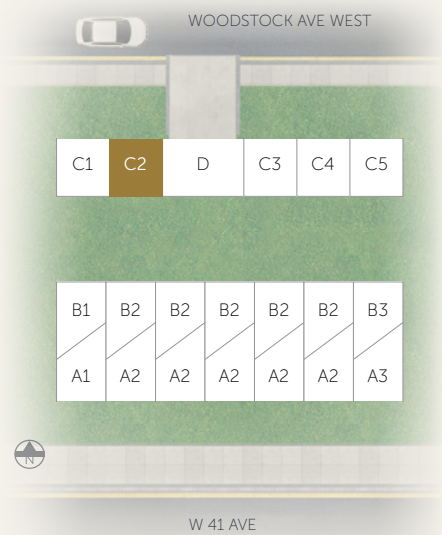 WOODSTOCK AVE WEST
C1 C2 D C3 C4 C5
B1 B2 B2 B2 B2 B2 B3
A1 A2 A2 A2 A2 A2 A3
N
W 41 AVE